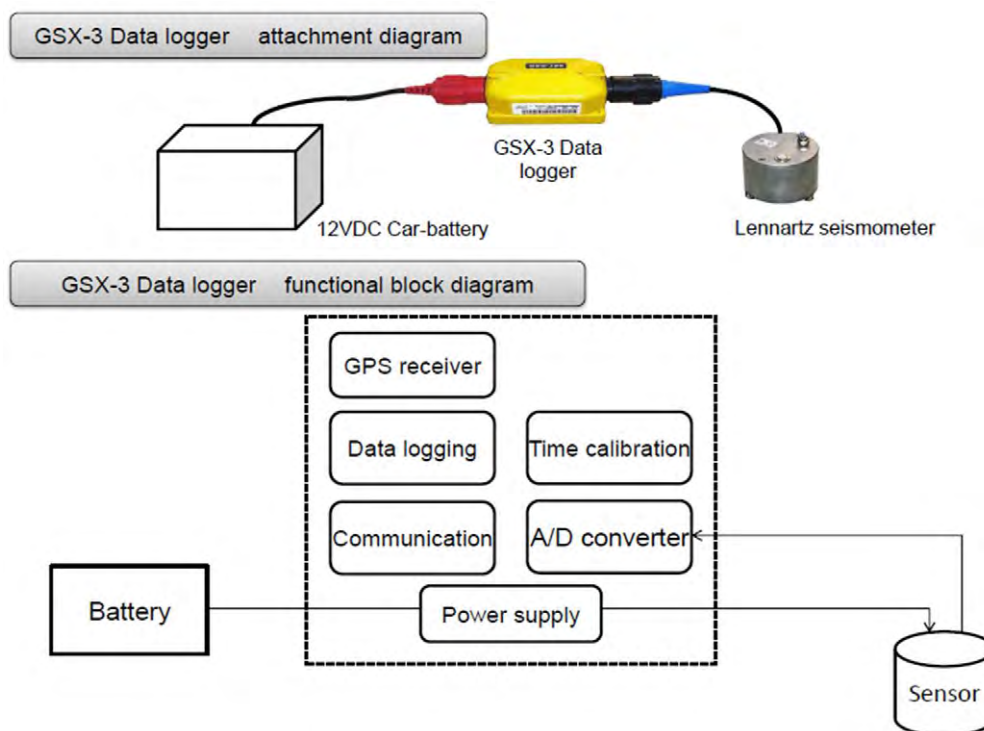 GSX-3 Data logger attachment diagram
GSX-3 Data
logger
12VDC Car-battery
Lennartz seismometer
GSX-3 Data logger functional block diagram
GPS receiver
Data logging
Time calibration
Communication
A/D converter
Battery
Power supply
Sensor